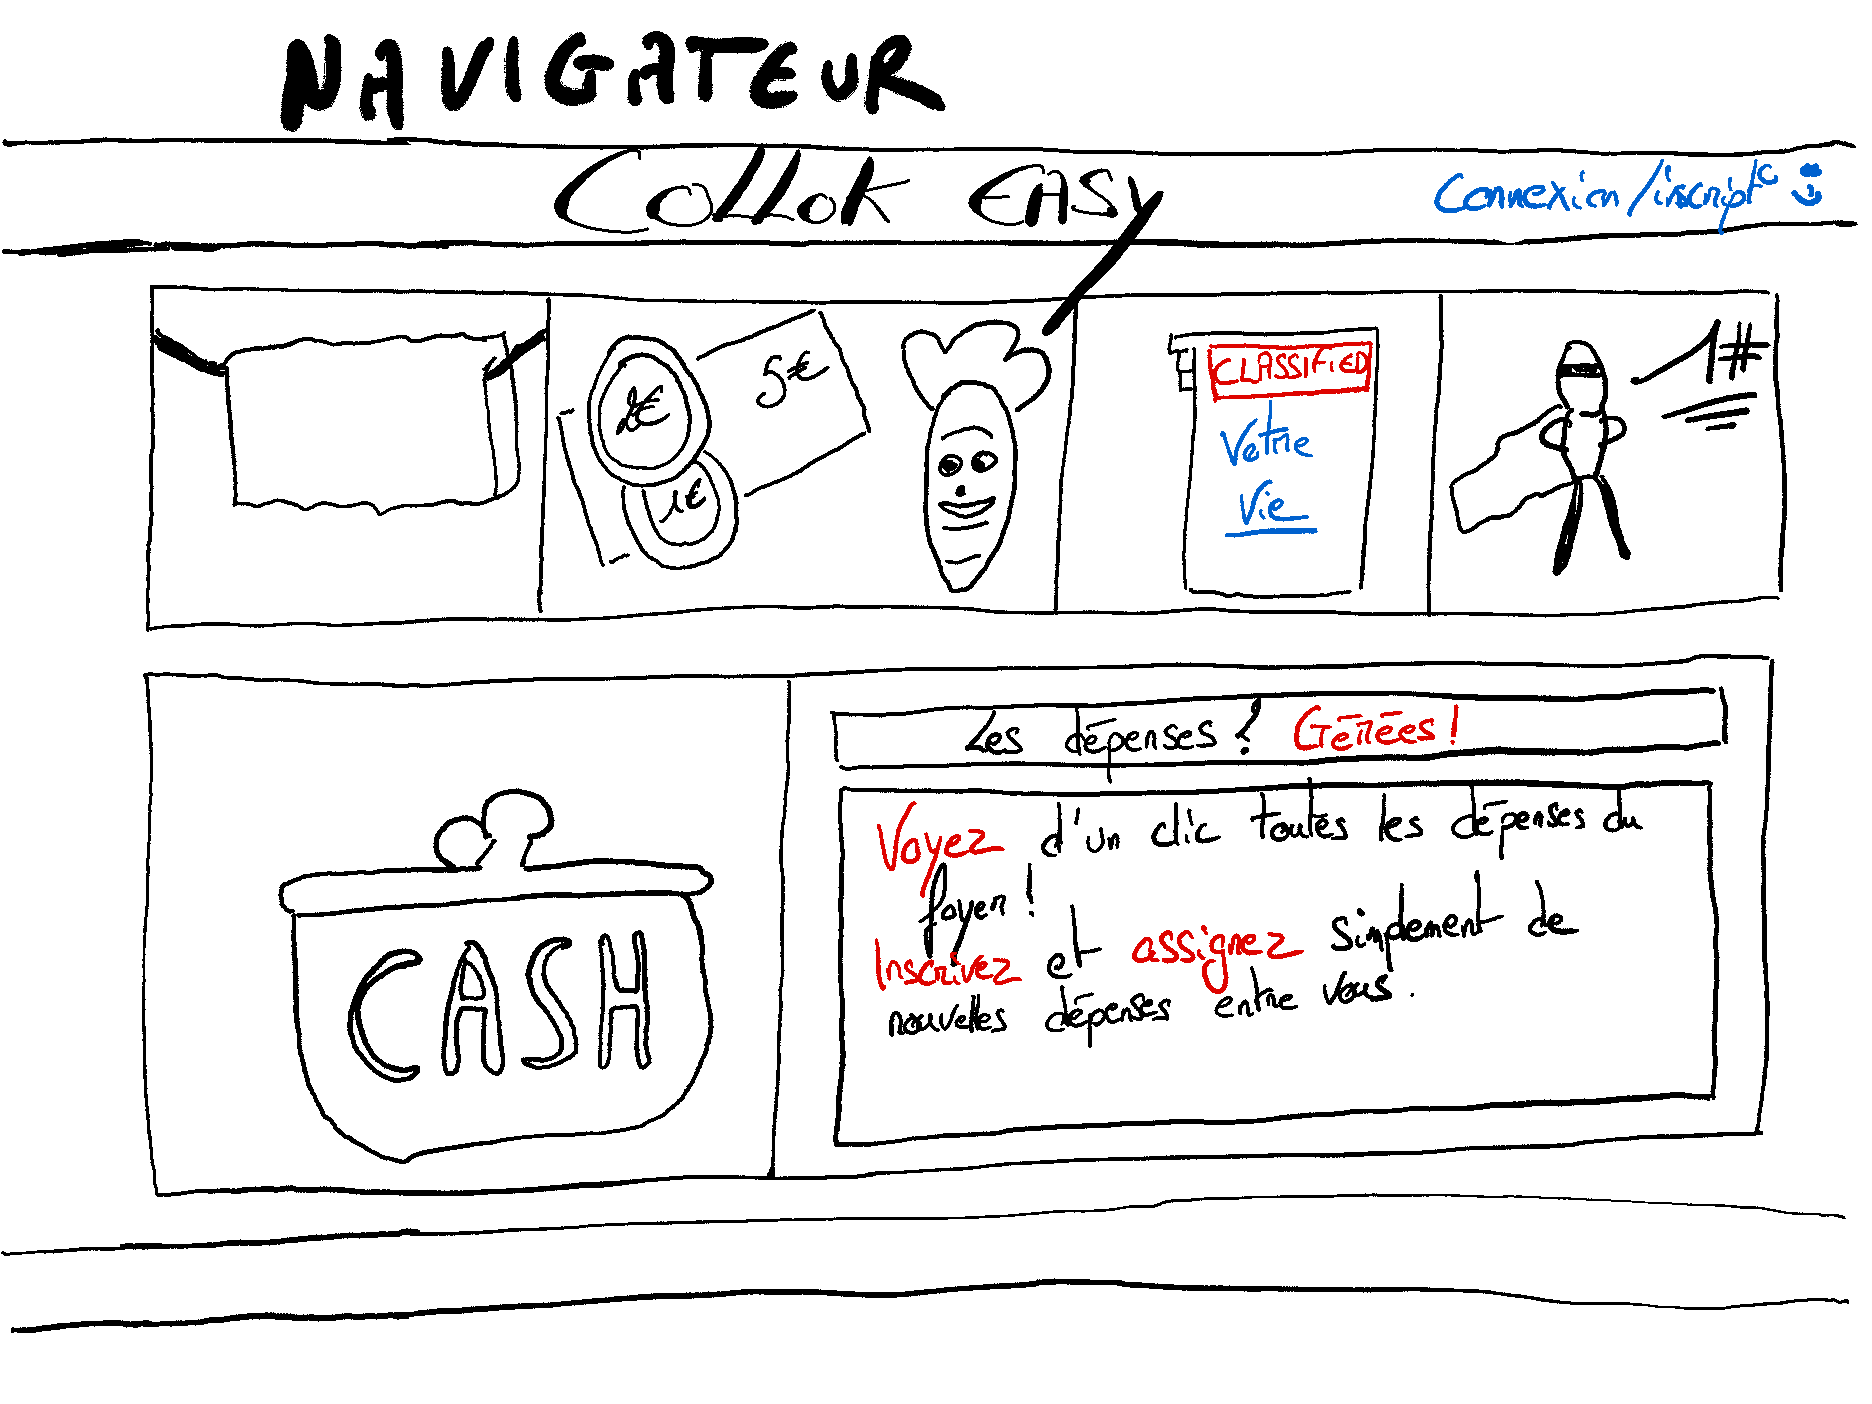 NAVIGATEUR
Collok EASY
Connexion/inscript°
2€
5€
1€
CLASSIFIED
Votre
Vie
1#
Les dépenses ? Gérées !
Voyez d'un clic toutes les dépenses du
foyer !
Inscrivez et assignez simplement de
nouvelles dépenses entre vous.
CASH